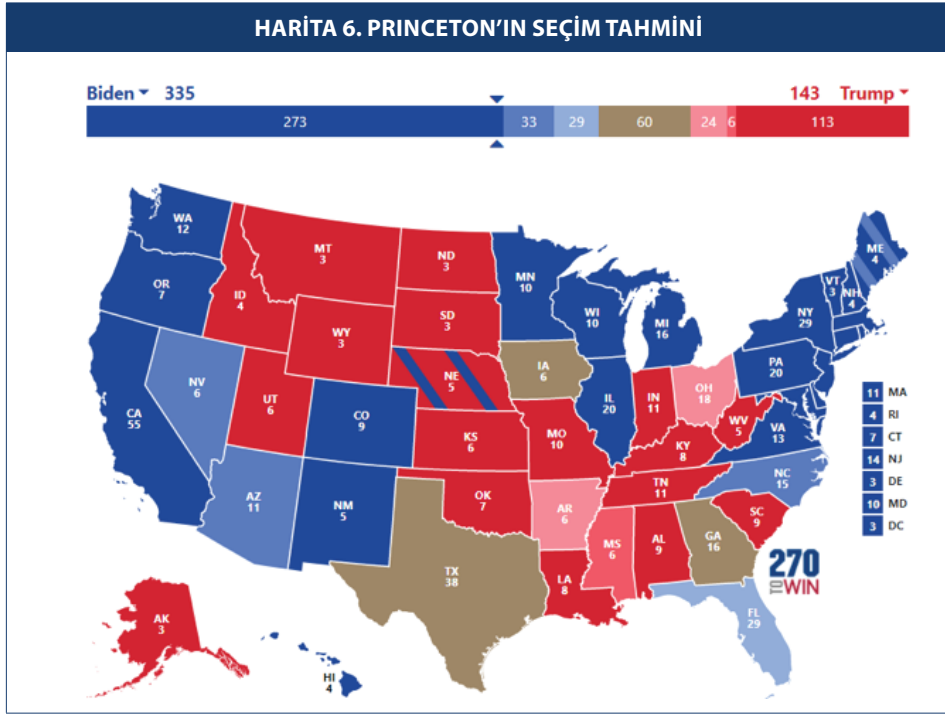 HARİTA 6. PRINCETON’IN SEÇİM TAHMİNİ
Biden 335
143 Trump
273 33 29 60 24 6 113
WA
12
OR
7
CA
55
NV
6
ID
4
MT
3
WY
3
UT
6
AZ
11
CO
9
NM
5
ND
3
SD
3
NE
5
KS
6
OK
7
TX
38
MN
10
IA
6
MO
10
AR
6
LA
8
WI
10
IL
20
MI
16
IN
11
OH
18
KY
8
TN
11
MS
6
AL
9
GA
16
FL
29
SC
9
NC
15
VA
13
WV
5
PA
20
NY
29
VT
3
NH
4
ME
4
AK
3
HI
4
11 MA
4 RI
7 CT
14 NJ
3 DE
10 MD
3 DC
270
TO WIN